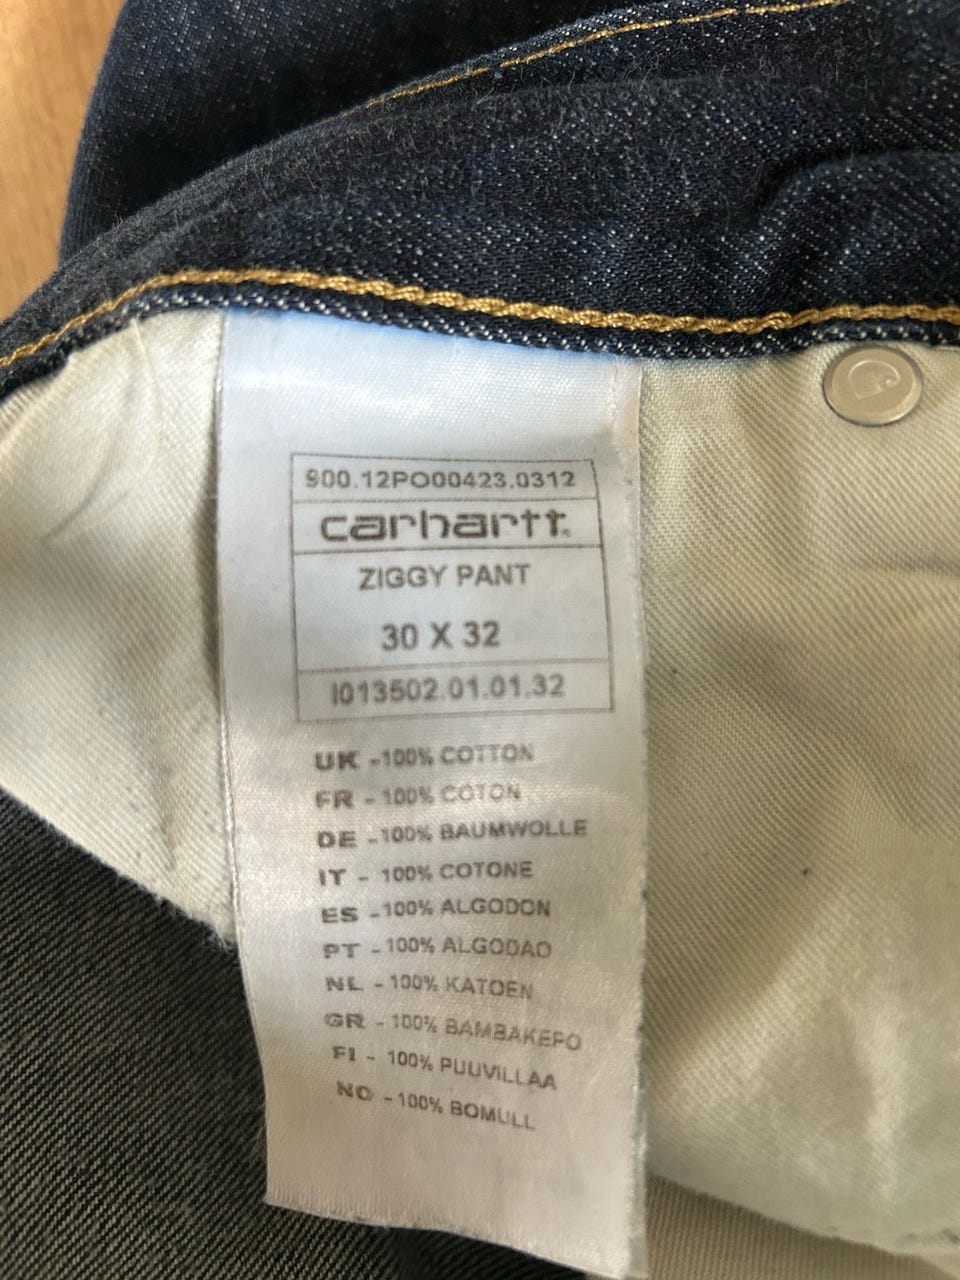 900.12PO00423.0312
carhartt
ZIGGY PANT
30 X 32
I013502.01.01.32
UK -100% COTTON
FR - 100% COTON
DE -100% BAUMWOLLE
IT - 100% COTONE
ES -100% ALGODON
PT -100% ALGODAO
NL - 100% KATOEN
GR - 100% BAMBAKEPO
FI - 100% PUUVILLAA
NO -100% BOMULL